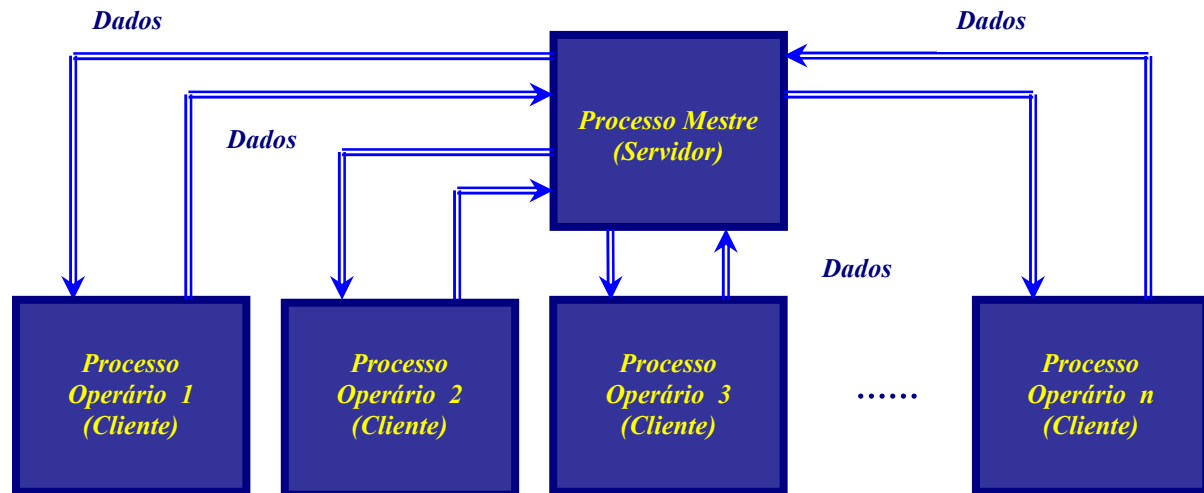 Dados
Dados
Processo Mestre
(Servidor)
Dados
Dados
Processo
Operário 1
(Cliente)
Processo
Operário 2
(Cliente)
Processo
Operário 3
(Cliente)
......
Processo
Operário n
(Cliente)